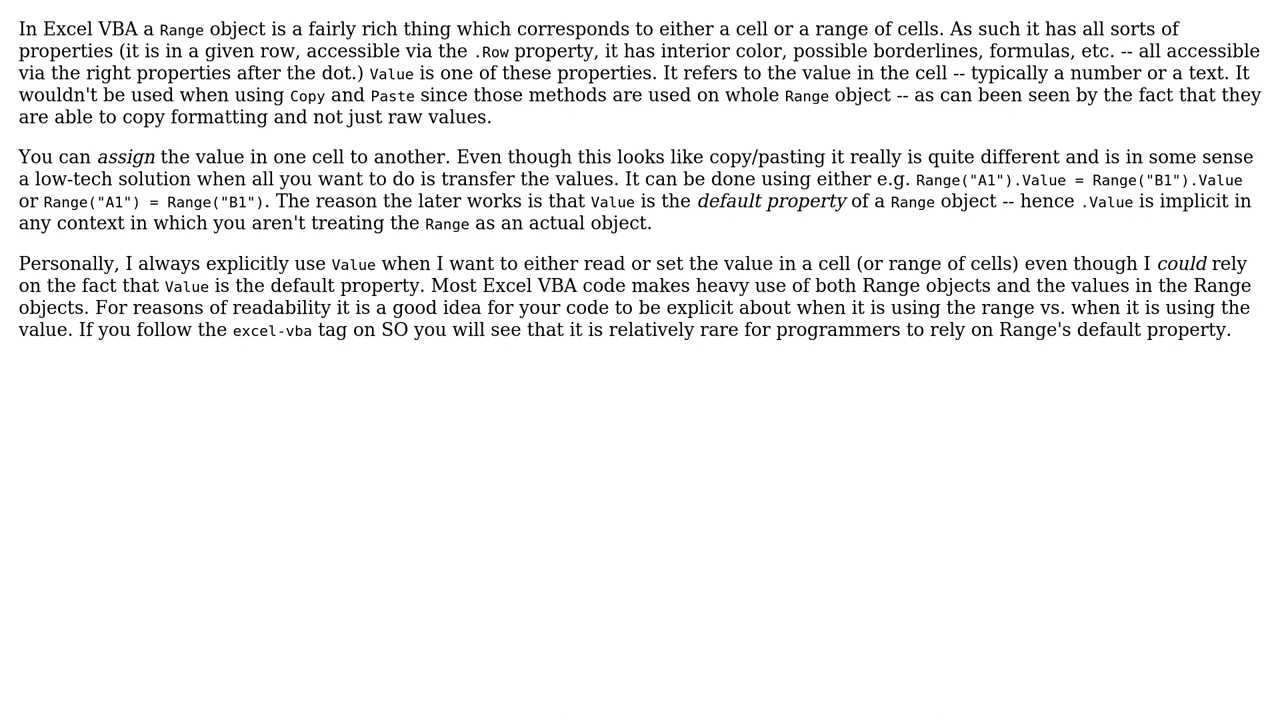 In Excel VBA a Range object is a fairly rich thing which corresponds to either a cell or a range of cells. As such it has all sorts of
properties (it is in a given row, accessible via the .Row property, it has interior color, possible borderlines, formulas, etc. -- all accessible
via the right properties after the dot.) Value is one of these properties. It refers to the value in the cell -- typically a number or a text. It
wouldn't be used when using Copy and Paste since those methods are used on whole Range object -- as can been seen by the fact that they
are able to copy formatting and not just raw values.
You can assign the value in one cell to another. Even though this looks like copy/pasting it really is quite different and is in some sense
a low-tech solution when all you want to do is transfer the values. It can be done using either e.g. Range("A1").Value = Range("B1").Value
or Range("A1") = Range("B1"). The reason the later works is that Value is the default property of a Range object -- hence .Value is implicit in
any context in which you aren't treating the Range as an actual object.
Personally, I always explicitly use Value when I want to either read or set the value in a cell (or range of cells) even though I could rely
on the fact that Value is the default property. Most Excel VBA code makes heavy use of both Range objects and the values in the Range
objects. For reasons of readability it is a good idea for your code to be explicit about when it is using the range vs. when it is using the
value. If you follow the excel-vba tag on SO you will see that it is relatively rare for programmers to rely on Range's default property.